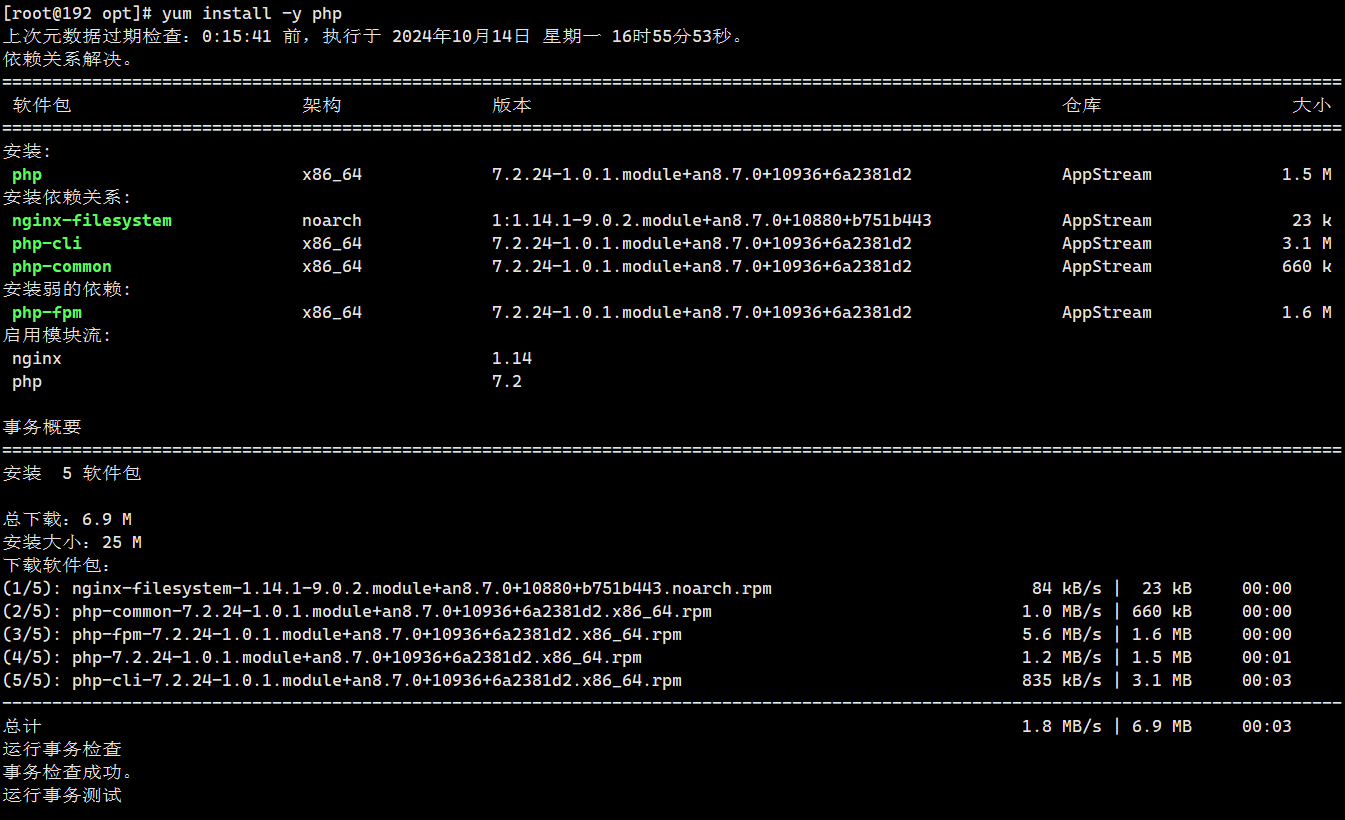 [root@192 opt]# yum install -y php
上次元数据过期检查：0:15:41 前，执行于 2024年10月14日 星期一 16时55分53秒。
依赖关系解决。
================================================================================
软件包 架构 版本 仓库 大小
================================================================================
安装:
php x86_64 7.2.24-1.0.1.module+an8.7.0+10936+6a2381d2 AppStream 1.5 M
安装依赖关系:
nginx-filesystem noarch 1:1.14.1-9.0.2.module+an8.7.0+10880+b751b443 AppStream 23 k
php-cli x86_64 7.2.24-1.0.1.module+an8.7.0+10936+6a2381d2 AppStream 3.1 M
php-common x86_64 7.2.24-1.0.1.module+an8.7.0+10936+6a2381d2 AppStream 660 k
安装弱的依赖:
php-fpm x86_64 7.2.24-1.0.1.module+an8.7.0+10936+6a2381d2 AppStream 1.6 M
启用模块流:
nginx 1.14
php 7.2
事务概要
================================================================================
安装 5 软件包
总下载：6.9 M
安装大小：25 M
下载软件包：
(1/5): nginx-filesystem-1.14.1-9.0.2.module+an8.7.0+10880+b751b443.noarch.rpm 84 kB/s | 23 kB 00:00
(2/5): php-common-7.2.24-1.0.1.module+an8.7.0+10936+6a2381d2.x86_64.rpm 1.0 MB/s | 660 kB 00:00
(3/5): php-fpm-7.2.24-1.0.1.module+an8.7.0+10936+6a2381d2.x86_64.rpm 5.6 MB/s | 1.6 MB 00:00
(4/5): php-7.2.24-1.0.1.module+an8.7.0+10936+6a2381d2.x86_64.rpm 1.2 MB/s | 1.5 MB 00:01
(5/5): php-cli-7.2.24-1.0.1.module+an8.7.0+10936+6a2381d2.x86_64.rpm 835 kB/s | 3.1 MB 00:03
--------------------------------------------------------------------------------
总计 1.8 MB/s | 6.9 MB 00:03
运行事务检查
事务检查成功。
运行事务测试